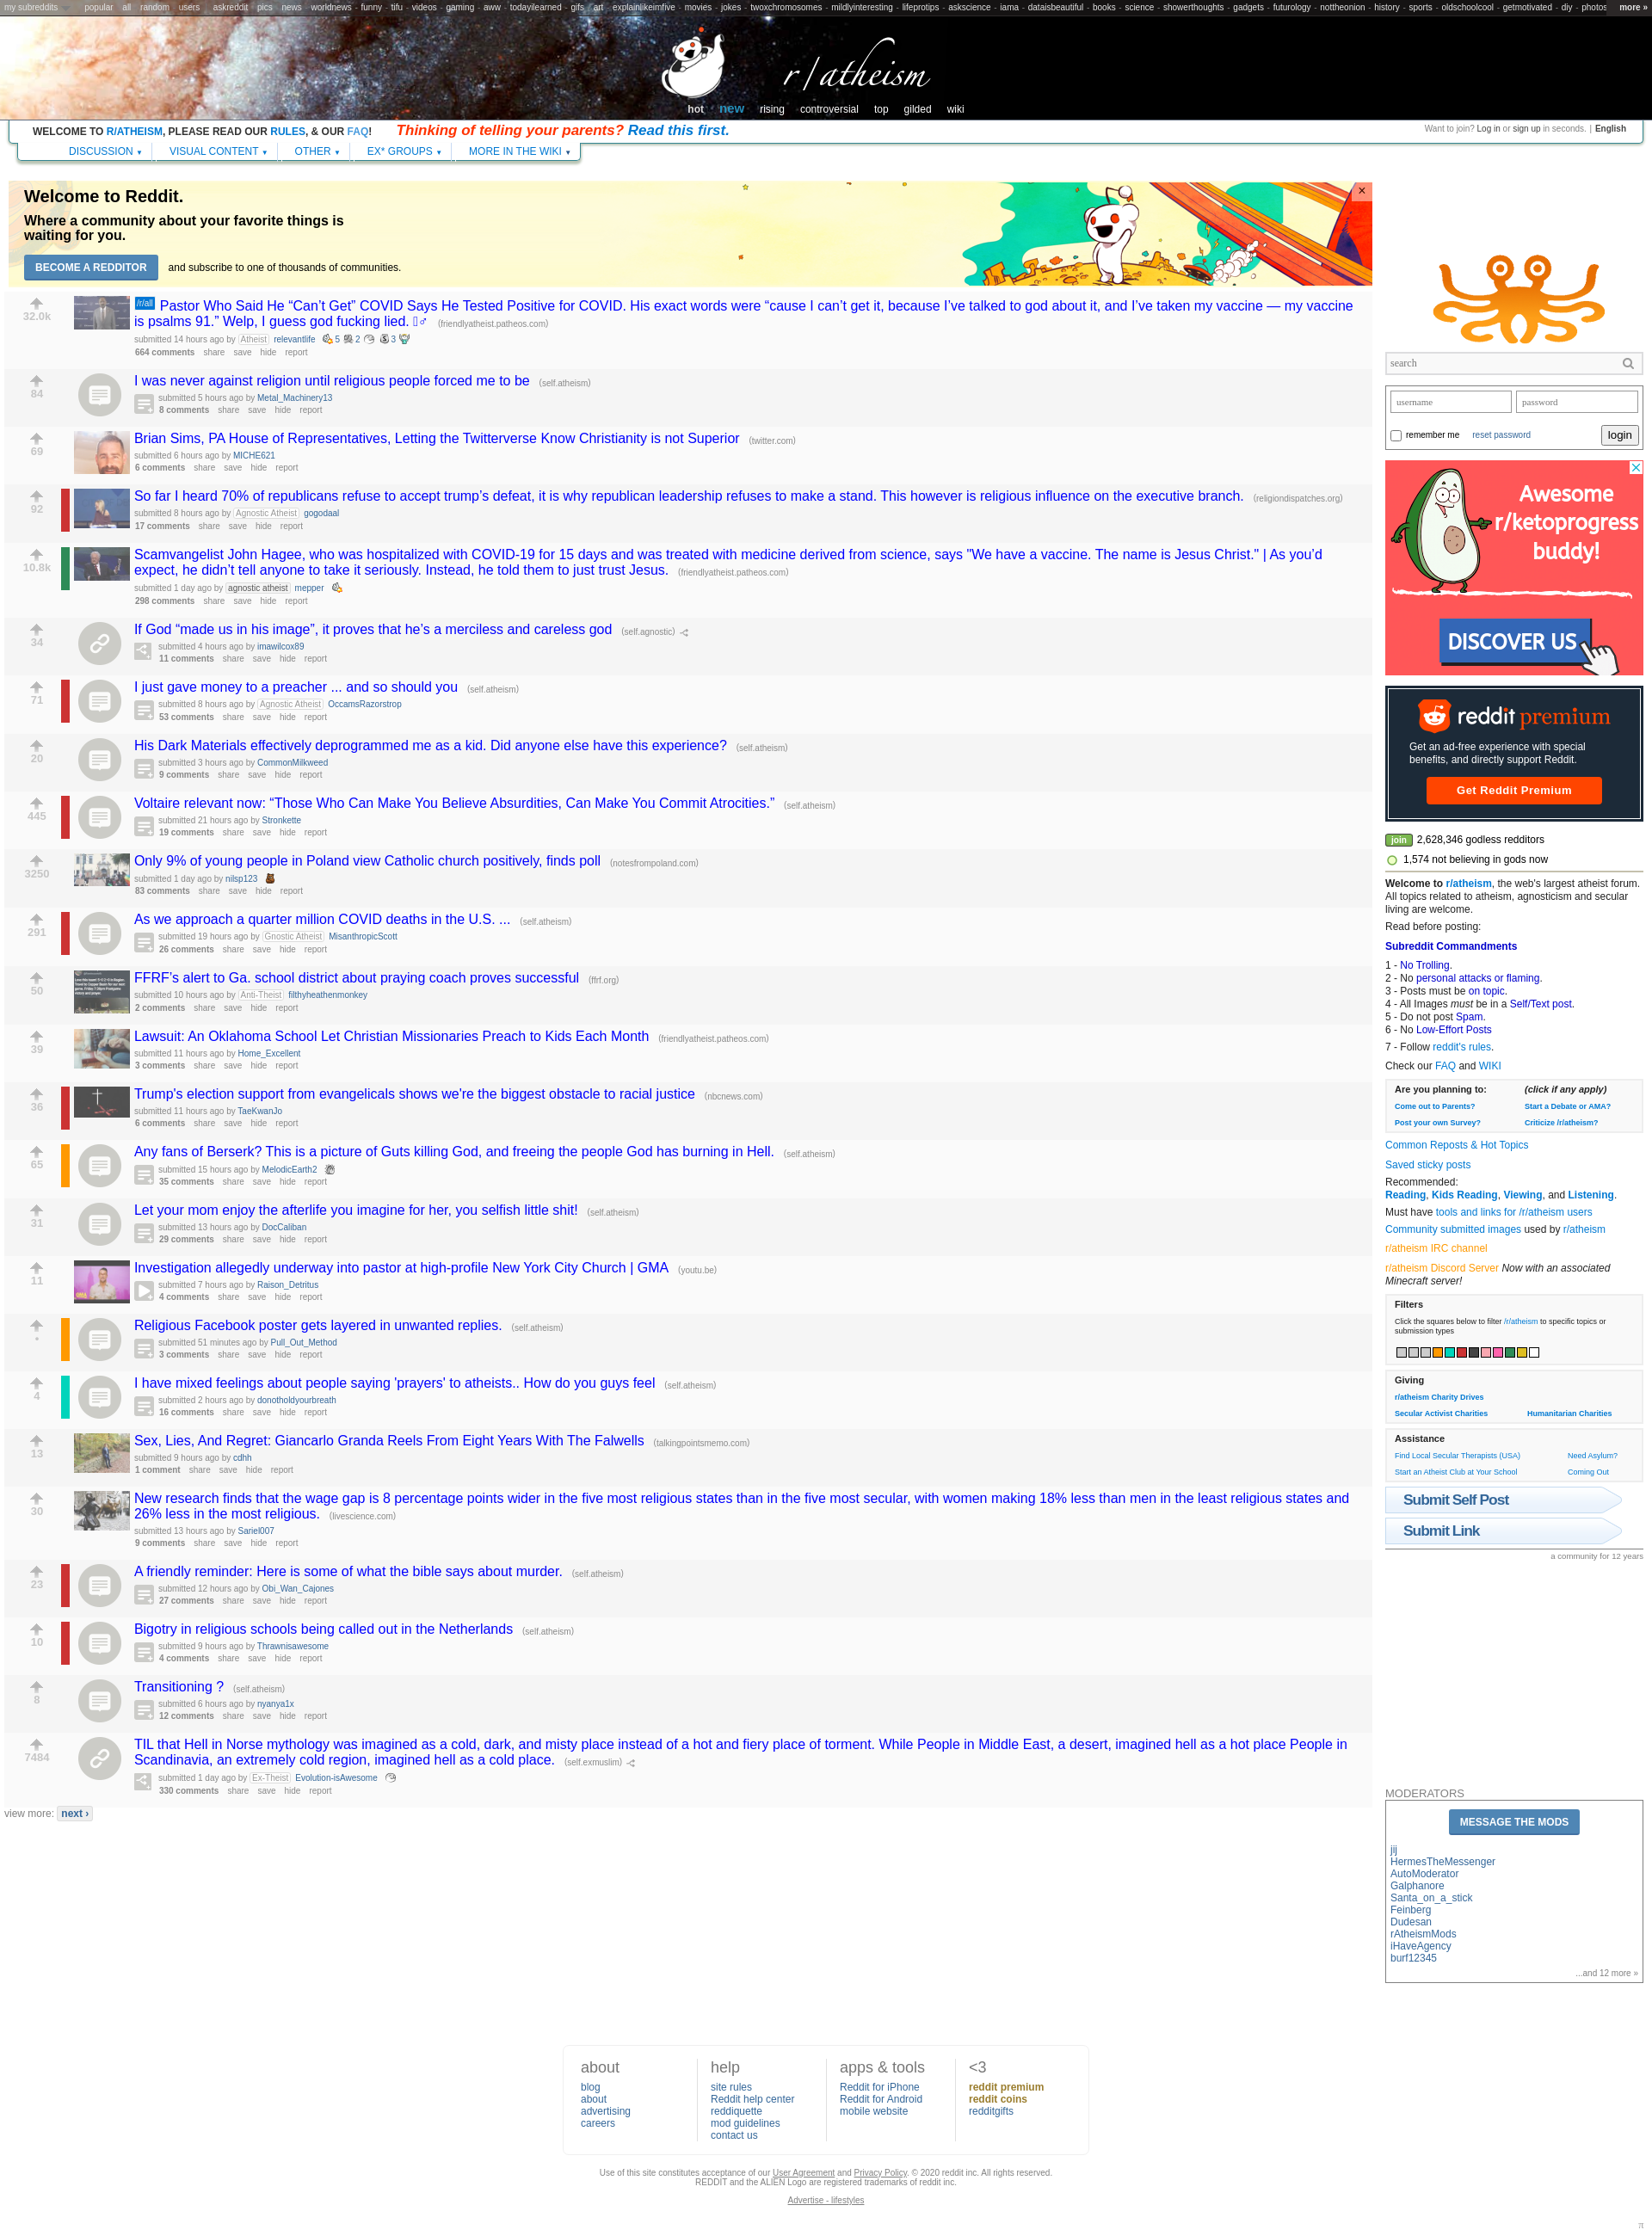 my subreddits popular all random users askreddit pics news - worldnews - funny - tifu - videos - gaming - aww - todayilearned - gifs art explainlikeimfive - movies - jokes - twoxchromosomes - mildlyinteresting - lifeprotips - askscience - iama - dataisbeautiful - books - science - showerthoughts - gadgets - futurology - nottheonion - history - sports - oldschoolcool - getmotivated - diy - photos more »
r/atheism
hot new rising controversial top gilded wiki
WELCOME TO R/ATHEISM, PLEASE READ OUR RULES, & OUR FAQ! Thinking of telling your parents? Read this first.
Want to join? Log in or sign up in seconds. | English
DISCUSSION ▼ VISUAL CONTENT ▼ OTHER ▼ EX* GROUPS ▼ MORE IN THE WIKI ▼
Welcome to Reddit.
Where a community about your favorite things is
waiting for you.
BECOME A REDDITOR and subscribe to one of thousands of communities.
×
32.0k
/r/all Pastor Who Said He “Can’t Get” COVID Says He Tested Positive for COVID. His exact words were “cause I can’t get it, because I’ve talked to god about it, and I’ve taken my vaccine — my vaccine
is psalms 91.” Welp, I guess god fucking lied. ♂ (friendlyatheist.patheos.com)
submitted 14 hours ago by Atheist relevantlife 5 2 3
664 comments share save hide report
84
I was never against religion until religious people forced me to be (self.atheism)
submitted 5 hours ago by Metal_Machinery13
8 comments share save hide report
69
Brian Sims, PA House of Representatives, Letting the Twitterverse Know Christianity is not Superior (twitter.com)
submitted 6 hours ago by MICHE621
6 comments share save hide report
92
So far I heard 70% of republicans refuse to accept trump’s defeat, it is why republican leadership refuses to make a stand. This however is religious influence on the executive branch. (religiondispatches.org)
submitted 8 hours ago by Agnostic Atheist gogodaal
17 comments share save hide report
10.8k
Scamvangelist John Hagee, who was hospitalized with COVID-19 for 15 days and was treated with medicine derived from science, says "We have a vaccine. The name is Jesus Christ." | As you’d
expect, he didn’t tell anyone to take it seriously. Instead, he told them to just trust Jesus. (friendlyatheist.patheos.com)
submitted 1 day ago by agnostic atheist mepper
298 comments share save hide report
34
If God “made us in his image”, it proves that he’s a merciless and careless god (self.agnostic)
submitted 4 hours ago by imawilcox89
11 comments share save hide report
71
I just gave money to a preacher ... and so should you (self.atheism)
submitted 8 hours ago by Agnostic Atheist OccamsRazorstrop
53 comments share save hide report
20
His Dark Materials effectively deprogrammed me as a kid. Did anyone else have this experience? (self.atheism)
submitted 3 hours ago by CommonMilkweed
9 comments share save hide report
445
Voltaire relevant now: “Those Who Can Make You Believe Absurdities, Can Make You Commit Atrocities.” (self.atheism)
submitted 21 hours ago by Stronkette
19 comments share save hide report
3250
Only 9% of young people in Poland view Catholic church positively, finds poll (notesfrompoland.com)
submitted 1 day ago by nilsp123
83 comments share save hide report
291
As we approach a quarter million COVID deaths in the U.S. ... (self.atheism)
submitted 19 hours ago by Gnostic Atheist MisanthropicScott
26 comments share save hide report
50
FFRF’s alert to Ga. school district about praying coach proves successful (ffrf.org)
submitted 10 hours ago by Anti-Theist filthyheathenmonkey
2 comments share save hide report
39
Lawsuit: An Oklahoma School Let Christian Missionaries Preach to Kids Each Month (friendlyatheist.patheos.com)
submitted 11 hours ago by Home_Excellent
3 comments share save hide report
36
Trump's election support from evangelicals shows we're the biggest obstacle to racial justice (nbcnews.com)
submitted 11 hours ago by TaeKwanJo
6 comments share save hide report
65
Any fans of Berserk? This is a picture of Guts killing God, and freeing the people God has burning in Hell. (self.atheism)
submitted 15 hours ago by MelodicEarth2
35 comments share save hide report
31
Let your mom enjoy the afterlife you imagine for her, you selfish little shit! (self.atheism)
submitted 13 hours ago by DocCaliban
29 comments share save hide report
11
Investigation allegedly underway into pastor at high-profile New York City Church | GMA (youtu.be)
submitted 7 hours ago by Raison_Detritus
4 comments share save hide report
•
Religious Facebook poster gets layered in unwanted replies. (self.atheism)
submitted 51 minutes ago by Pull_Out_Method
3 comments share save hide report
4
I have mixed feelings about people saying 'prayers' to atheists.. How do you guys feel (self.atheism)
submitted 2 hours ago by donotholdyourbreath
16 comments share save hide report
13
Sex, Lies, And Regret: Giancarlo Granda Reels From Eight Years With The Falwells (talkingpointsmemo.com)
submitted 9 hours ago by cdhh
1 comment share save hide report
30
New research finds that the wage gap is 8 percentage points wider in the five most religious states than in the five most secular, with women making 18% less than men in the least religious states and
26% less in the most religious. (livescience.com)
submitted 13 hours ago by Sariel007
9 comments share save hide report
23
A friendly reminder: Here is some of what the bible says about murder. (self.atheism)
submitted 12 hours ago by Obi_Wan_Cajones
27 comments share save hide report
10
Bigotry in religious schools being called out in the Netherlands (self.atheism)
submitted 9 hours ago by Thrawnisawesome
4 comments share save hide report
8
Transitioning ? (self.atheism)
submitted 6 hours ago by nyanya1x
12 comments share save hide report
7484
TIL that Hell in Norse mythology was imagined as a cold, dark, and misty place instead of a hot and fiery place of torment. While People in Middle East, a desert, imagined hell as a hot place People in
Scandinavia, an extremely cold region, imagined hell as a cold place. (self.exmuslim)
submitted 1 day ago by Ex-Theist Evolution-isAwesome
330 comments share save hide report
view more: next ›
search
username password
remember me reset password login
Awesome
r/ketoprogress
buddy!
DISCOVER US
reddit premium
Get an ad-free experience with special
benefits, and directly support Reddit.
Get Reddit Premium
join 2,628,346 godless redditors
1,574 not believing in gods now
Welcome to r/atheism, the web's largest atheist forum.
All topics related to atheism, agnosticism and secular
living are welcome.
Read before posting:
Subreddit Commandments
1 - No Trolling.
2 - No personal attacks or flaming.
3 - Posts must be on topic.
4 - All Images must be in a Self/Text post.
5 - Do not post Spam.
6 - No Low-Effort Posts
7 - Follow reddit's rules.
Check our FAQ and WIKI
Are you planning to: (click if any apply)
Come out to Parents? Start a Debate or AMA?
Post your own Survey? Criticize /r/atheism?
Common Reposts & Hot Topics
Saved sticky posts
Recommended:
Reading, Kids Reading, Viewing, and Listening.
Must have tools and links for /r/atheism users
Community submitted images used by r/atheism
r/atheism IRC channel
r/atheism Discord Server Now with an associated
Minecraft server!
Filters
Click the squares below to filter /r/atheism to specific topics or
submission types
Giving
r/atheism Charity Drives
Secular Activist Charities Humanitarian Charities
Assistance
Find Local Secular Therapists (USA) Need Asylum?
Start an Atheist Club at Your School Coming Out
Submit Self Post
Submit Link
a community for 12 years
MODERATORS
MESSAGE THE MODS
jij
HermesTheMessenger
AutoModerator
Galphanore
Santa_on_a_stick
Feinberg
Dudesan
rAtheismMods
iHaveAgency
burf12345
...and 12 more »
about help apps & tools <3
blog site rules Reddit for iPhone reddit premium
about Reddit help center Reddit for Android reddit coins
advertising reddiquette mobile website redditgifts
careers mod guidelines
contact us
Use of this site constitutes acceptance of our User Agreement and Privacy Policy. © 2020 reddit inc. All rights reserved.
REDDIT and the ALIEN Logo are registered trademarks of reddit inc.
Advertise - lifestyles
π